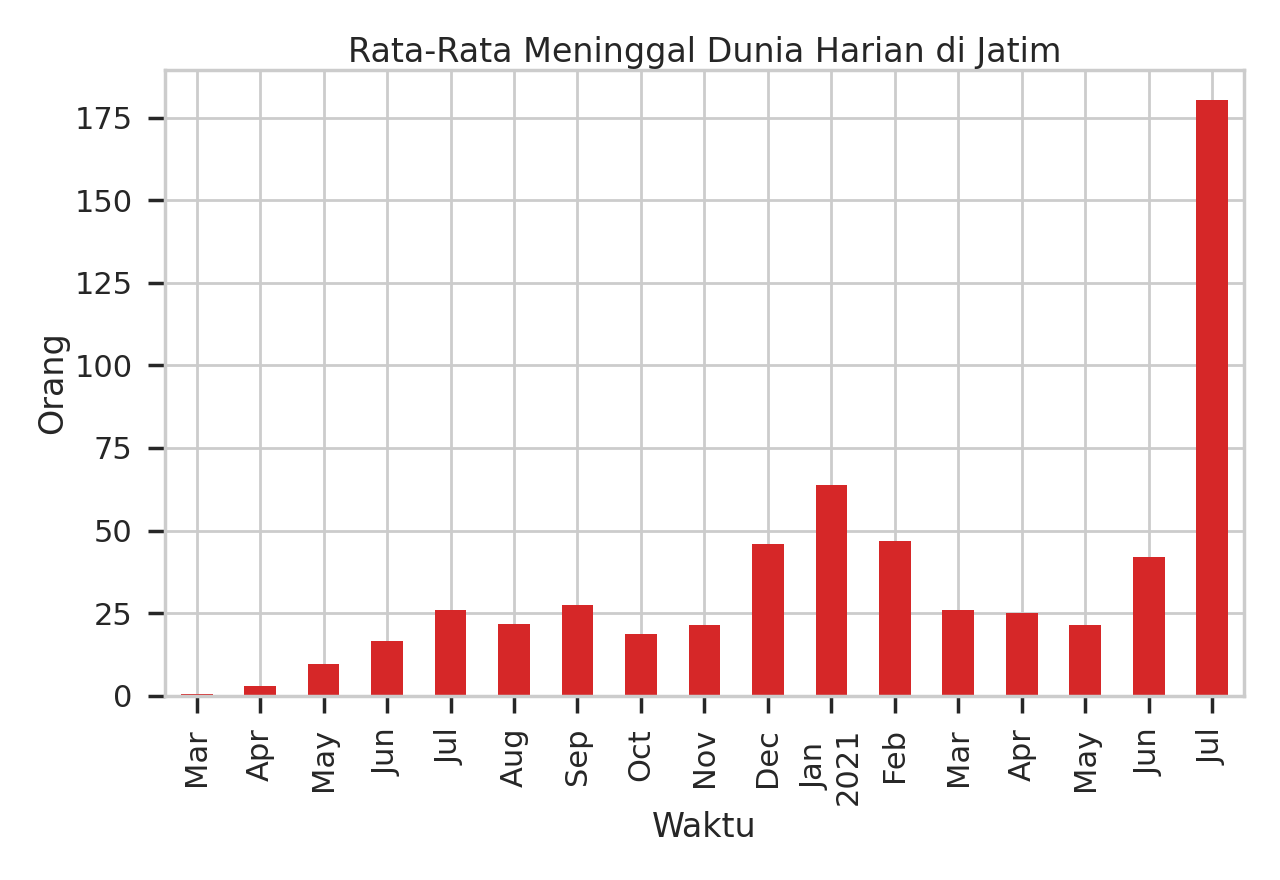 Rata-Rata Meninggal Dunia Harian di Jatim
175
150
125
100
75
50
25
0
Orang
Mar
Apr
May
Jun
Jul
Aug
Sep
Oct
Nov
Dec
Jan
2021
Feb
Mar
Apr
May
Jun
Jul
Waktu